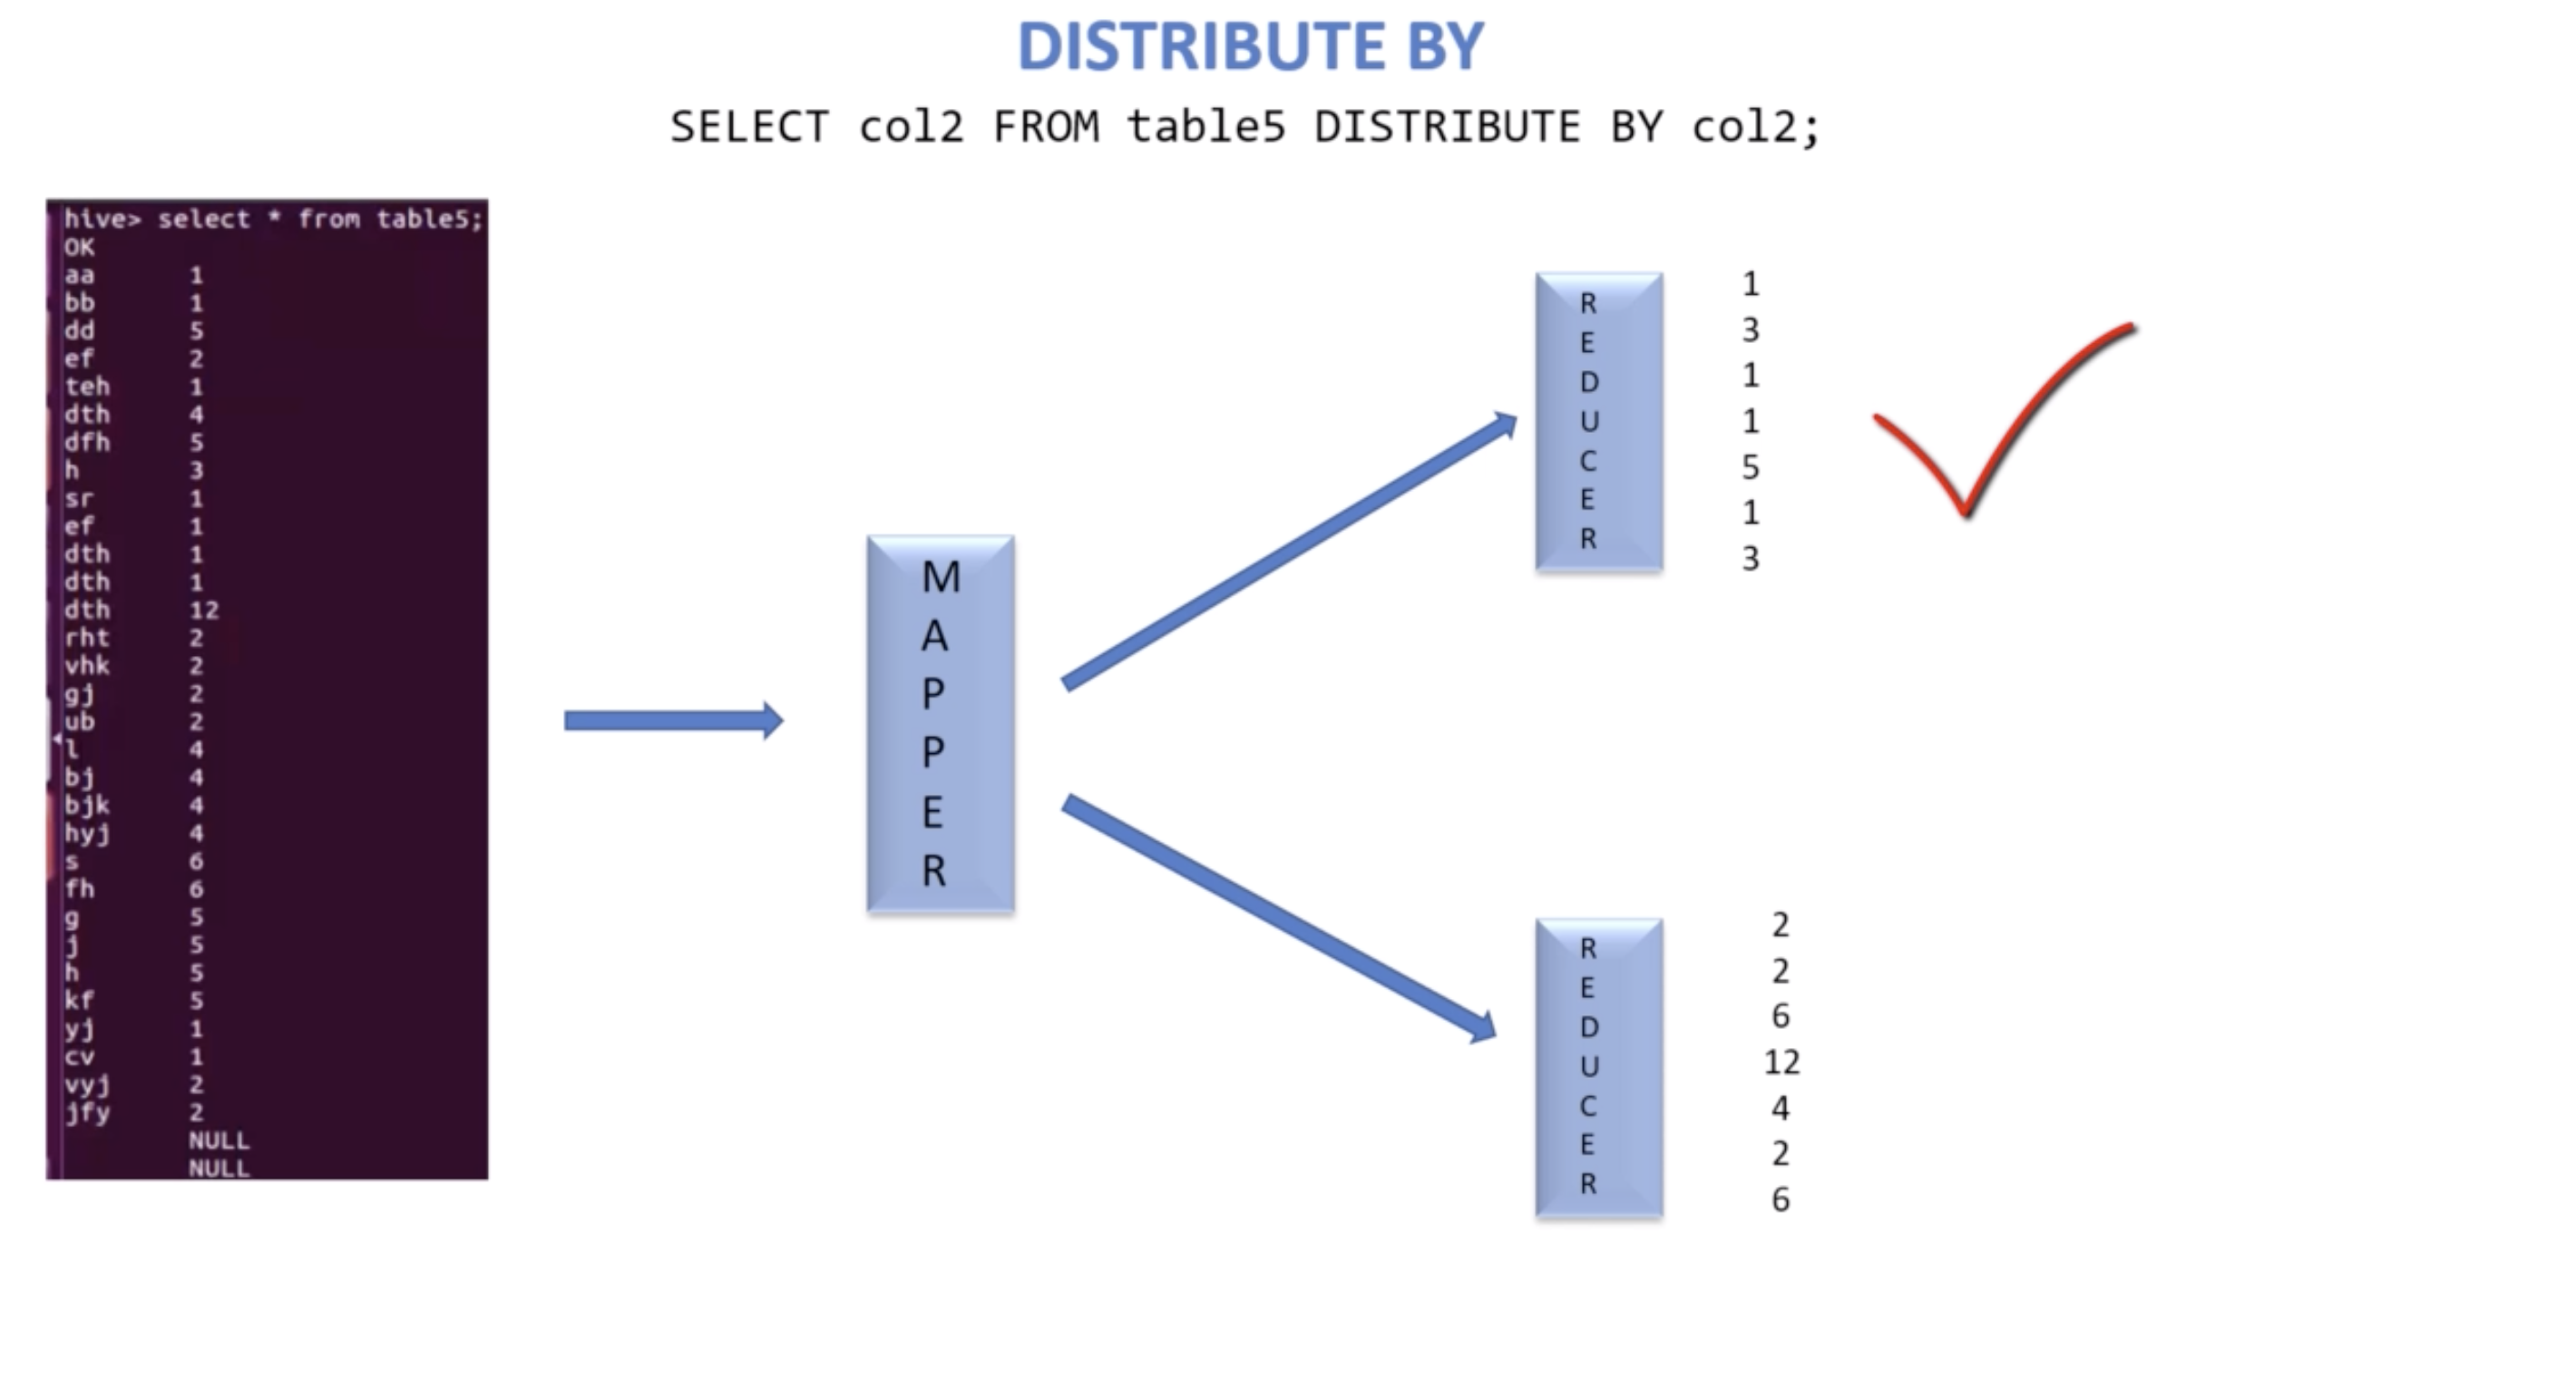 DISTRIBUTE BY
SELECT col2 FROM table5 DISTRIBUTE BY col2;
hive> select * from table5;
OK
aa 1
bb 1
dd 5
ef 2
teh 1
dth 4
dfh 5
h 3
sr 1
ef 1
dth 1
dth 1
dth 12
rht 2
vhk 2
gj 2
ub 2
l 4
bj 4
bjk 4
hyj 4
s 6
fh 6
g 5
j 5
h 5
kf 5
yj 1
cv 1
vyj 2
jfy 2
NULL
NULL
MAPPER
REDUCER
1
3
1
1
5
1
3
REDUCER
2
2
6
12
4
2
6